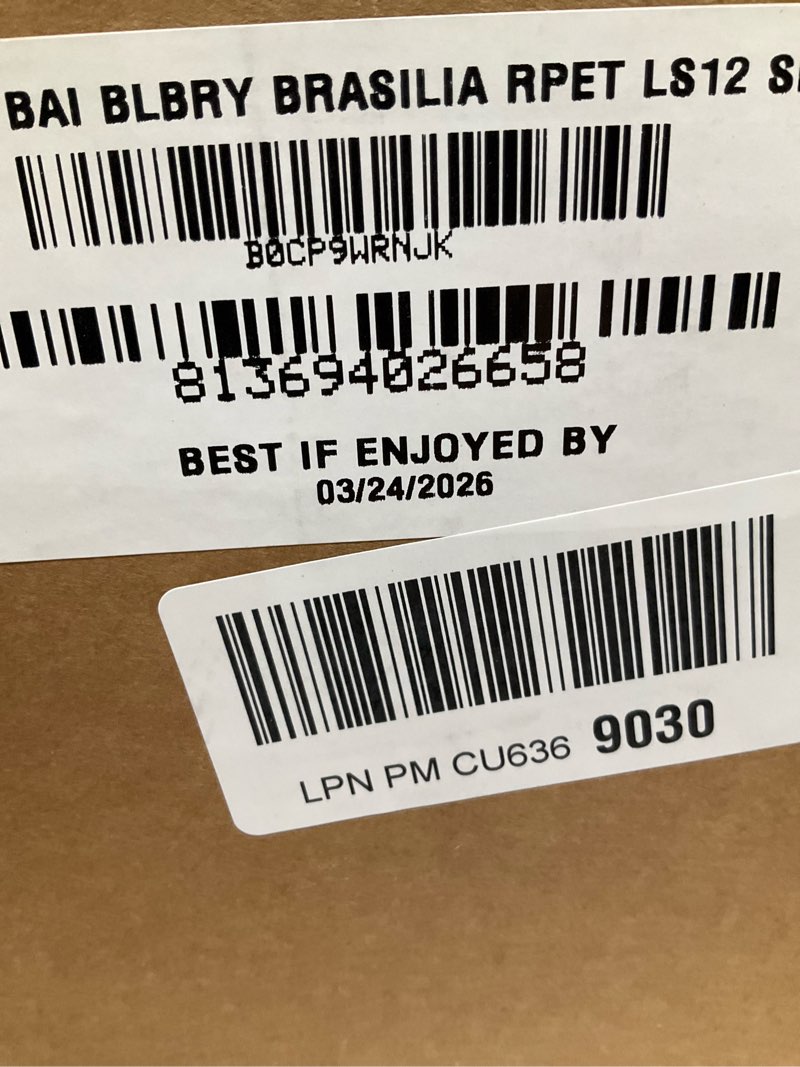 BAI BLBRY BRASILIA RPET LS12
B0CP9WRNJK
813694026658
BEST IF ENJOYED BY
03/24/2026
LPN PM CU636 9030